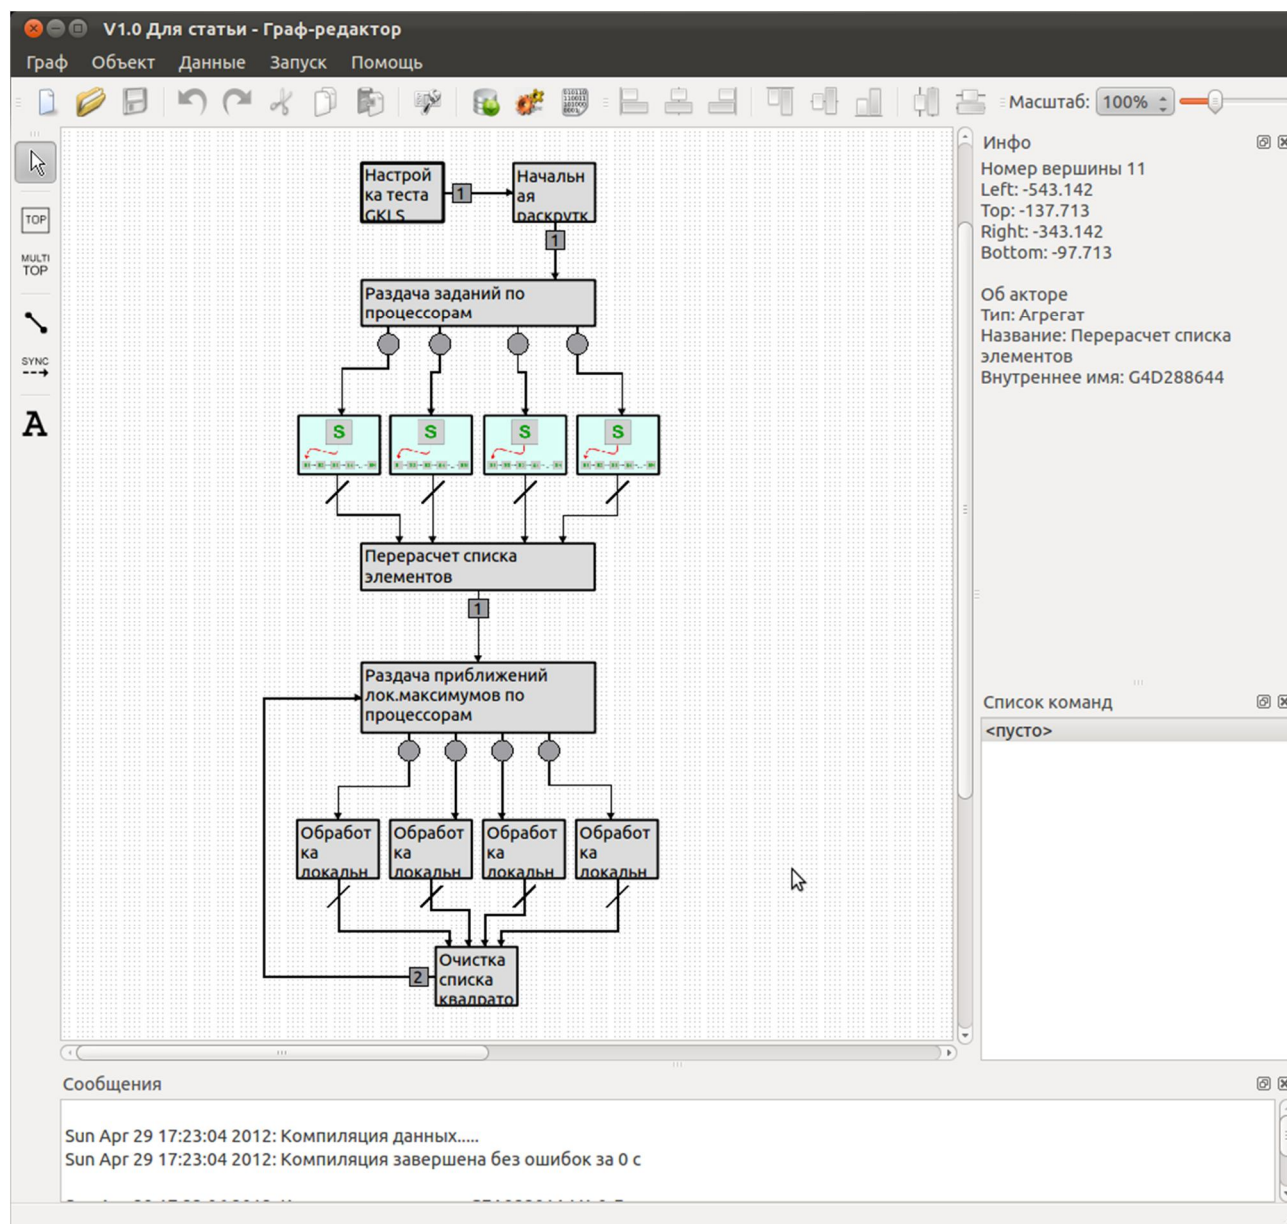 V1.0 Для статьи - Граф-редактор
Граф Объект Данные Запуск Помощь
Масштаб: 100%
TOP
MULTI
TOP
SYNC
A
Настрой
ка теста
GKLS
1
Начальн
ая
раскрутк
1
Раздача заданий по
процессорам
S S S S
Перерасчет списка
элементов
1
Раздача приближений
лок.максимумов по
процессорам
Обработ
ка
локальн
Обработ
ка
локальн
Обработ
ка
локальн
Обработ
ка
локальн
2
Очистка
списка
квадрато
Инфо
Номер вершины 11
Left: -543.142
Top: -137.713
Right: -343.142
Bottom: -97.713
Об акторе
Тип: Агрегат
Название: Перерасчет списка
элементов
Внутреннее имя: G4D288644
Список команд
<пусто>
Сообщения
Sun Apr 29 17:23:04 2012: Компиляция данных.....
Sun Apr 29 17:23:04 2012: Компиляция завершена без ошибок за 0 с